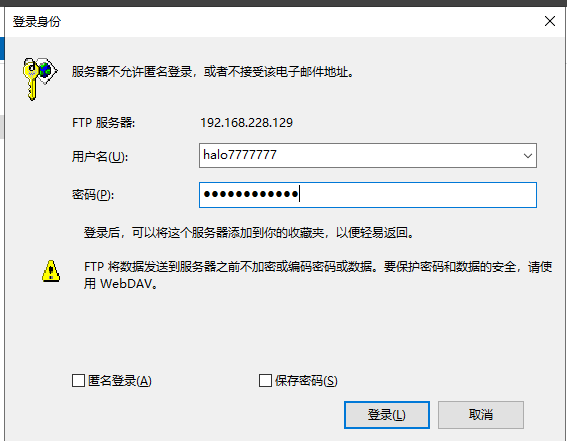 登录身份
服务器不允许匿名登录，或者不接受该电子邮件地址。
FTP 服务器:
192.168.228.129
用户名(U):
halo7777777
密码(P):
●●●●●●●●●●●●
登录后，可以将这个服务器添加到你的收藏夹，以便轻易返回。
FTP 将数据发送到服务器之前不加密或编码密码或数据。要保护密码和数据的安全，请使
用 WebDAV。
匿名登录(A)
保存密码(S)
登录(L)
取消